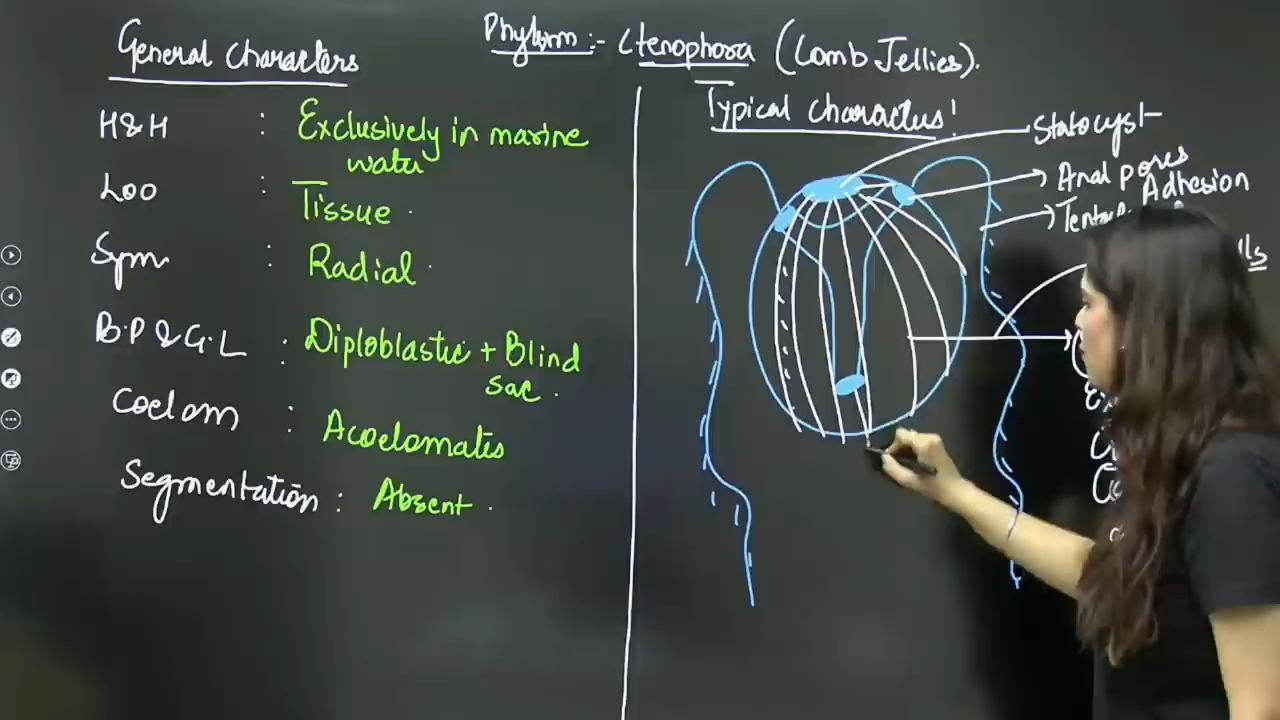 Phylum:- Ctenophora (Comb Jellies).
General Characters
H&H : Exclusively in marine
water
LOO : Tissue .
Sym : Radial .
B.P & G.L : Diploblastic + Blind
sac .
Coelom : Acoelomates
Segmentation : Absent .
Typical Characters!
Statocyst
Anal pores
Adhesion